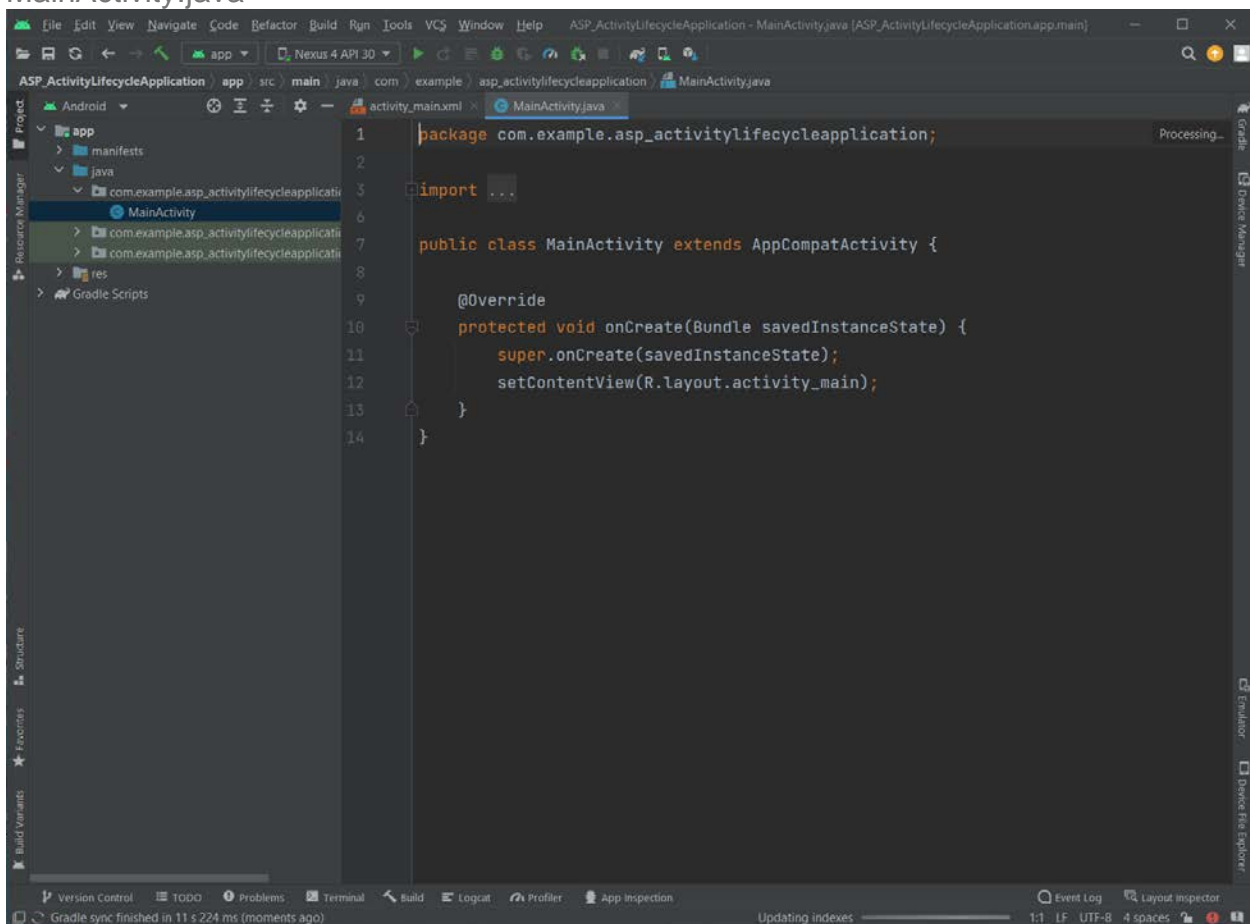 MainActivity.java
File Edit View Navigate Code Refactor Build Run Tools VCS Window Help ASP_ActivityLifecycleApplication - MainActivity.java [ASP_ActivityLifecycleApplication.app.main]
app Nexus 4 API 30
ASP_ActivityLifecycleApplication app src main java com example asp_activitylifecycleapplication MainActivity.java
Project
Android
activity_main.xml
MainActivity.java
app
manifests
java
com.example.asp_activitylifecycleapplicatio
MainActivity
com.example.asp_activitylifecycleapplicatio
com.example.asp_activitylifecycleapplicatio
res
Gradle Scripts
Resource Manager
Structure
Favorites
Build Variants
1 package com.example.asp_activitylifecycleapplication;
2
3 import ...
6
7 public class MainActivity extends AppCompatActivity {
8
9 @Override
10 protected void onCreate(Bundle savedInstanceState) {
11 super.onCreate(savedInstanceState);
12 setContentView(R.layout.activity_main);
13 }
14 }
Processing...
Gradle
Device Manager
Emulator
Device File Explorer
Version Control TODO Problems Terminal Build Logcat Profiler App Inspection Event Log Layout Inspector
Gradle sync finished in 11 s 224 ms (moments ago) Updating indexes 1:1 LF UTF-8 4 spaces